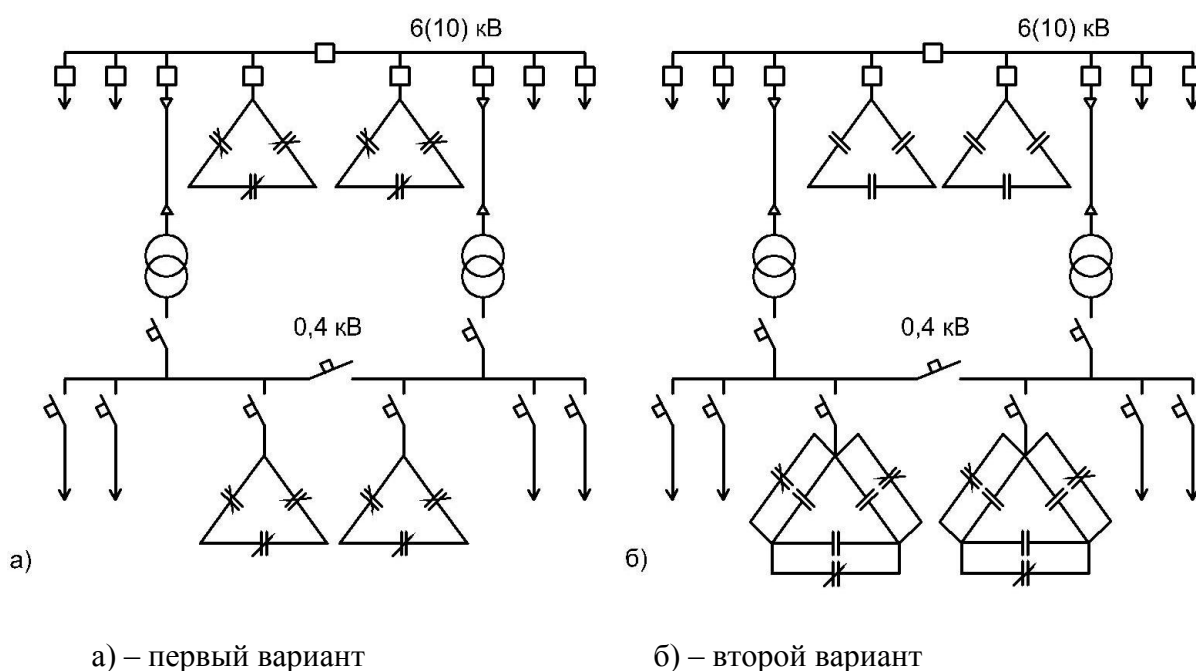 6(10) кВ
6(10) кВ
0,4 кВ
0,4 кВ
а)
б)
а) – первый вариант
б) – второй вариант